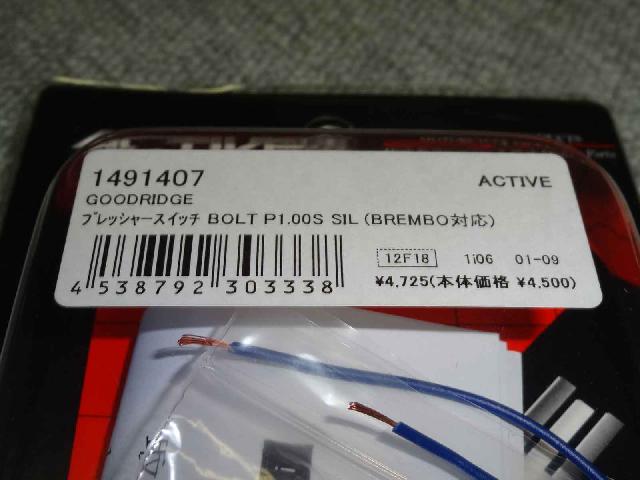 1491407 ACTIVE
GOODRIDGE
プレッシャースイッチ BOLT P1.00S SIL (BREMBO対応)
12F18 1i06 01-09
4 538792 303338
¥4,725(本体価格 ¥4,500)